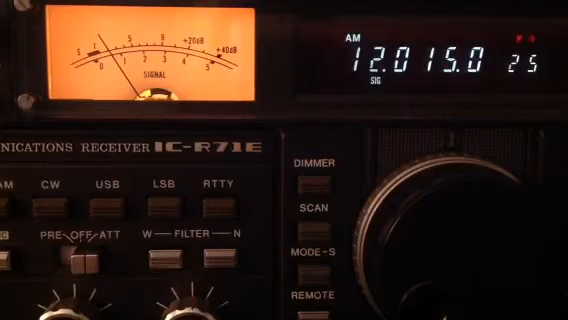 S 1 5 9 +20dB +40dB
0 1 2 3 4 5
SIGNAL
AM
12.015.0 25
SIG
NICATIONS RECEIVER IC-R71E
AM CW USB LSB RTTY
PRE OFF ATT W FILTER N
DIMMER
SCAN
MODE-S
REMOTE